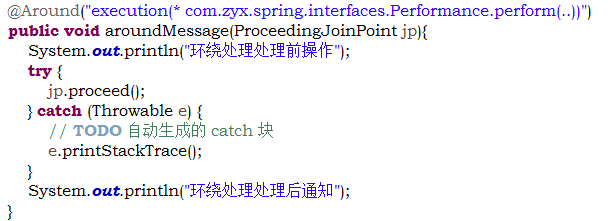 @Around("execution(* com.zyx.spring.interfaces.Performance.perform(..))")
public void aroundMessage(ProceedingJoinPoint jp){
System.out.println("环绕处理处理前操作");
try {
jp.proceed();
} catch (Throwable e) {
// TODO 自动生成的 catch 块
e.printStackTrace();
}
System.out.println("环绕处理处理后通知");
}